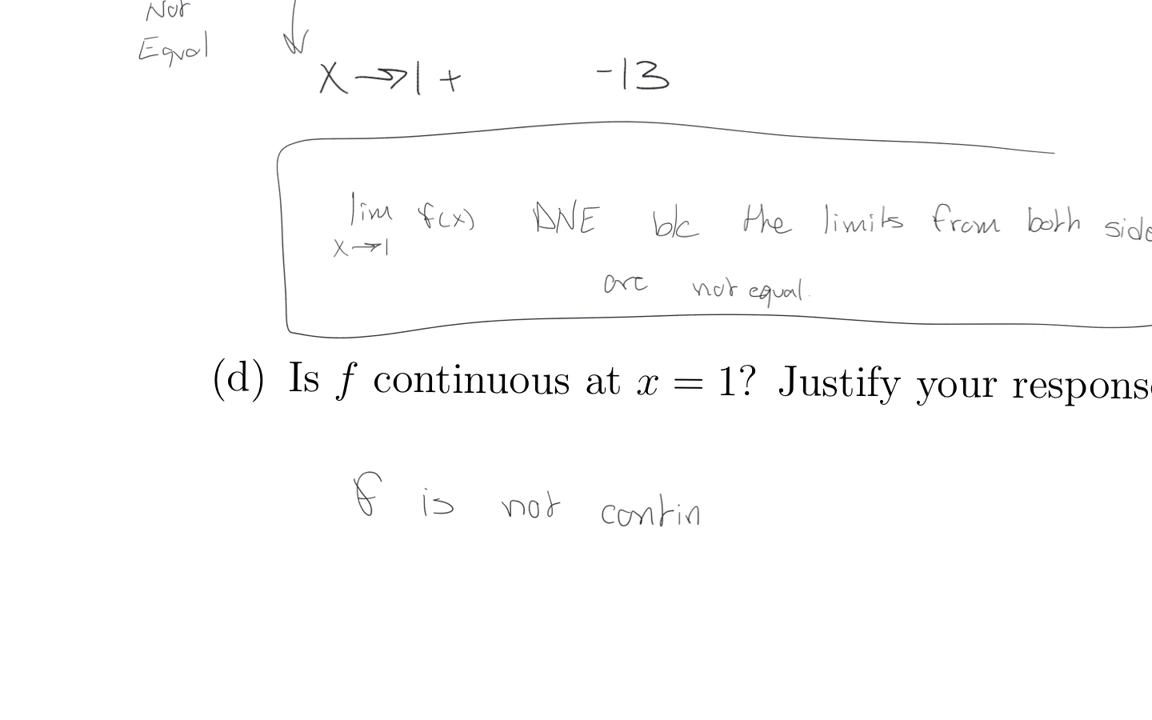 Not
Equal
x→1+ -13
lim f(x) DNE b/c the limits from both side
x→1
are not equal.
(d) Is f continuous at x = 1? Justify your respons
f is not contin